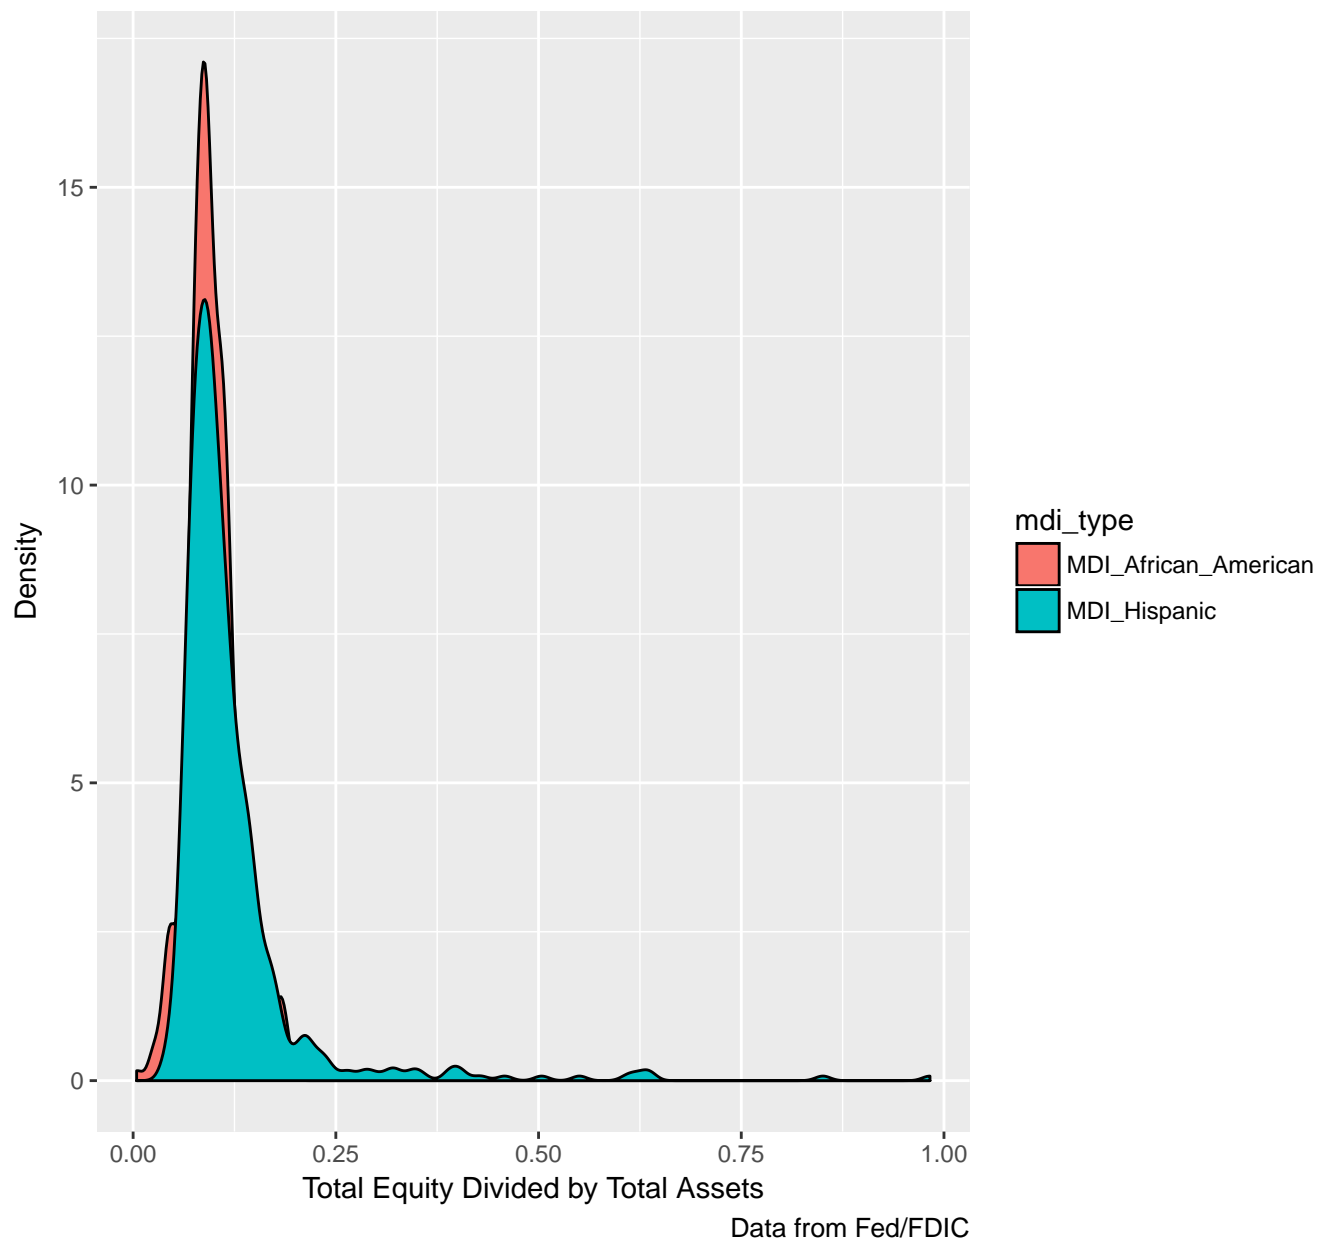 15
10
5
0
Density
0.00
0.25
0.50
0.75
1.00
Total Equity Divided by Total Assets
Data from Fed/FDIC
mdi_type
MDI_African_American
MDI_Hispanic